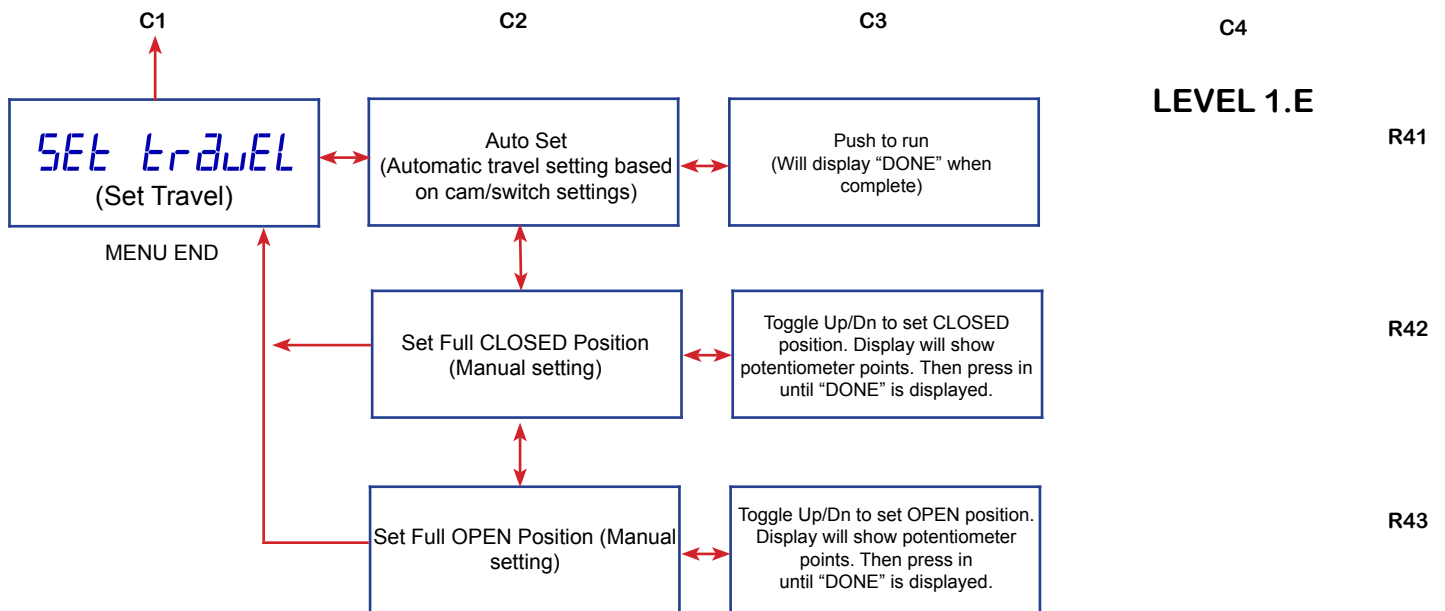 C1
C2
C3
C4
LEVEL 1.E
R41
SEt trAvEL
(Set Travel)
MENU END
Auto Set
(Automatic travel setting based
on cam/switch settings)
Push to run
(Will display “DONE” when
complete)
R42
Set Full CLOSED Position
(Manual setting)
Toggle Up/Dn to set CLOSED
position. Display will show
potentiometer points. Then press in
until “DONE” is displayed.
R43
Set Full OPEN Position (Manual
setting)
Toggle Up/Dn to set OPEN position.
Display will show potentiometer
points. Then press in
until “DONE” is displayed.